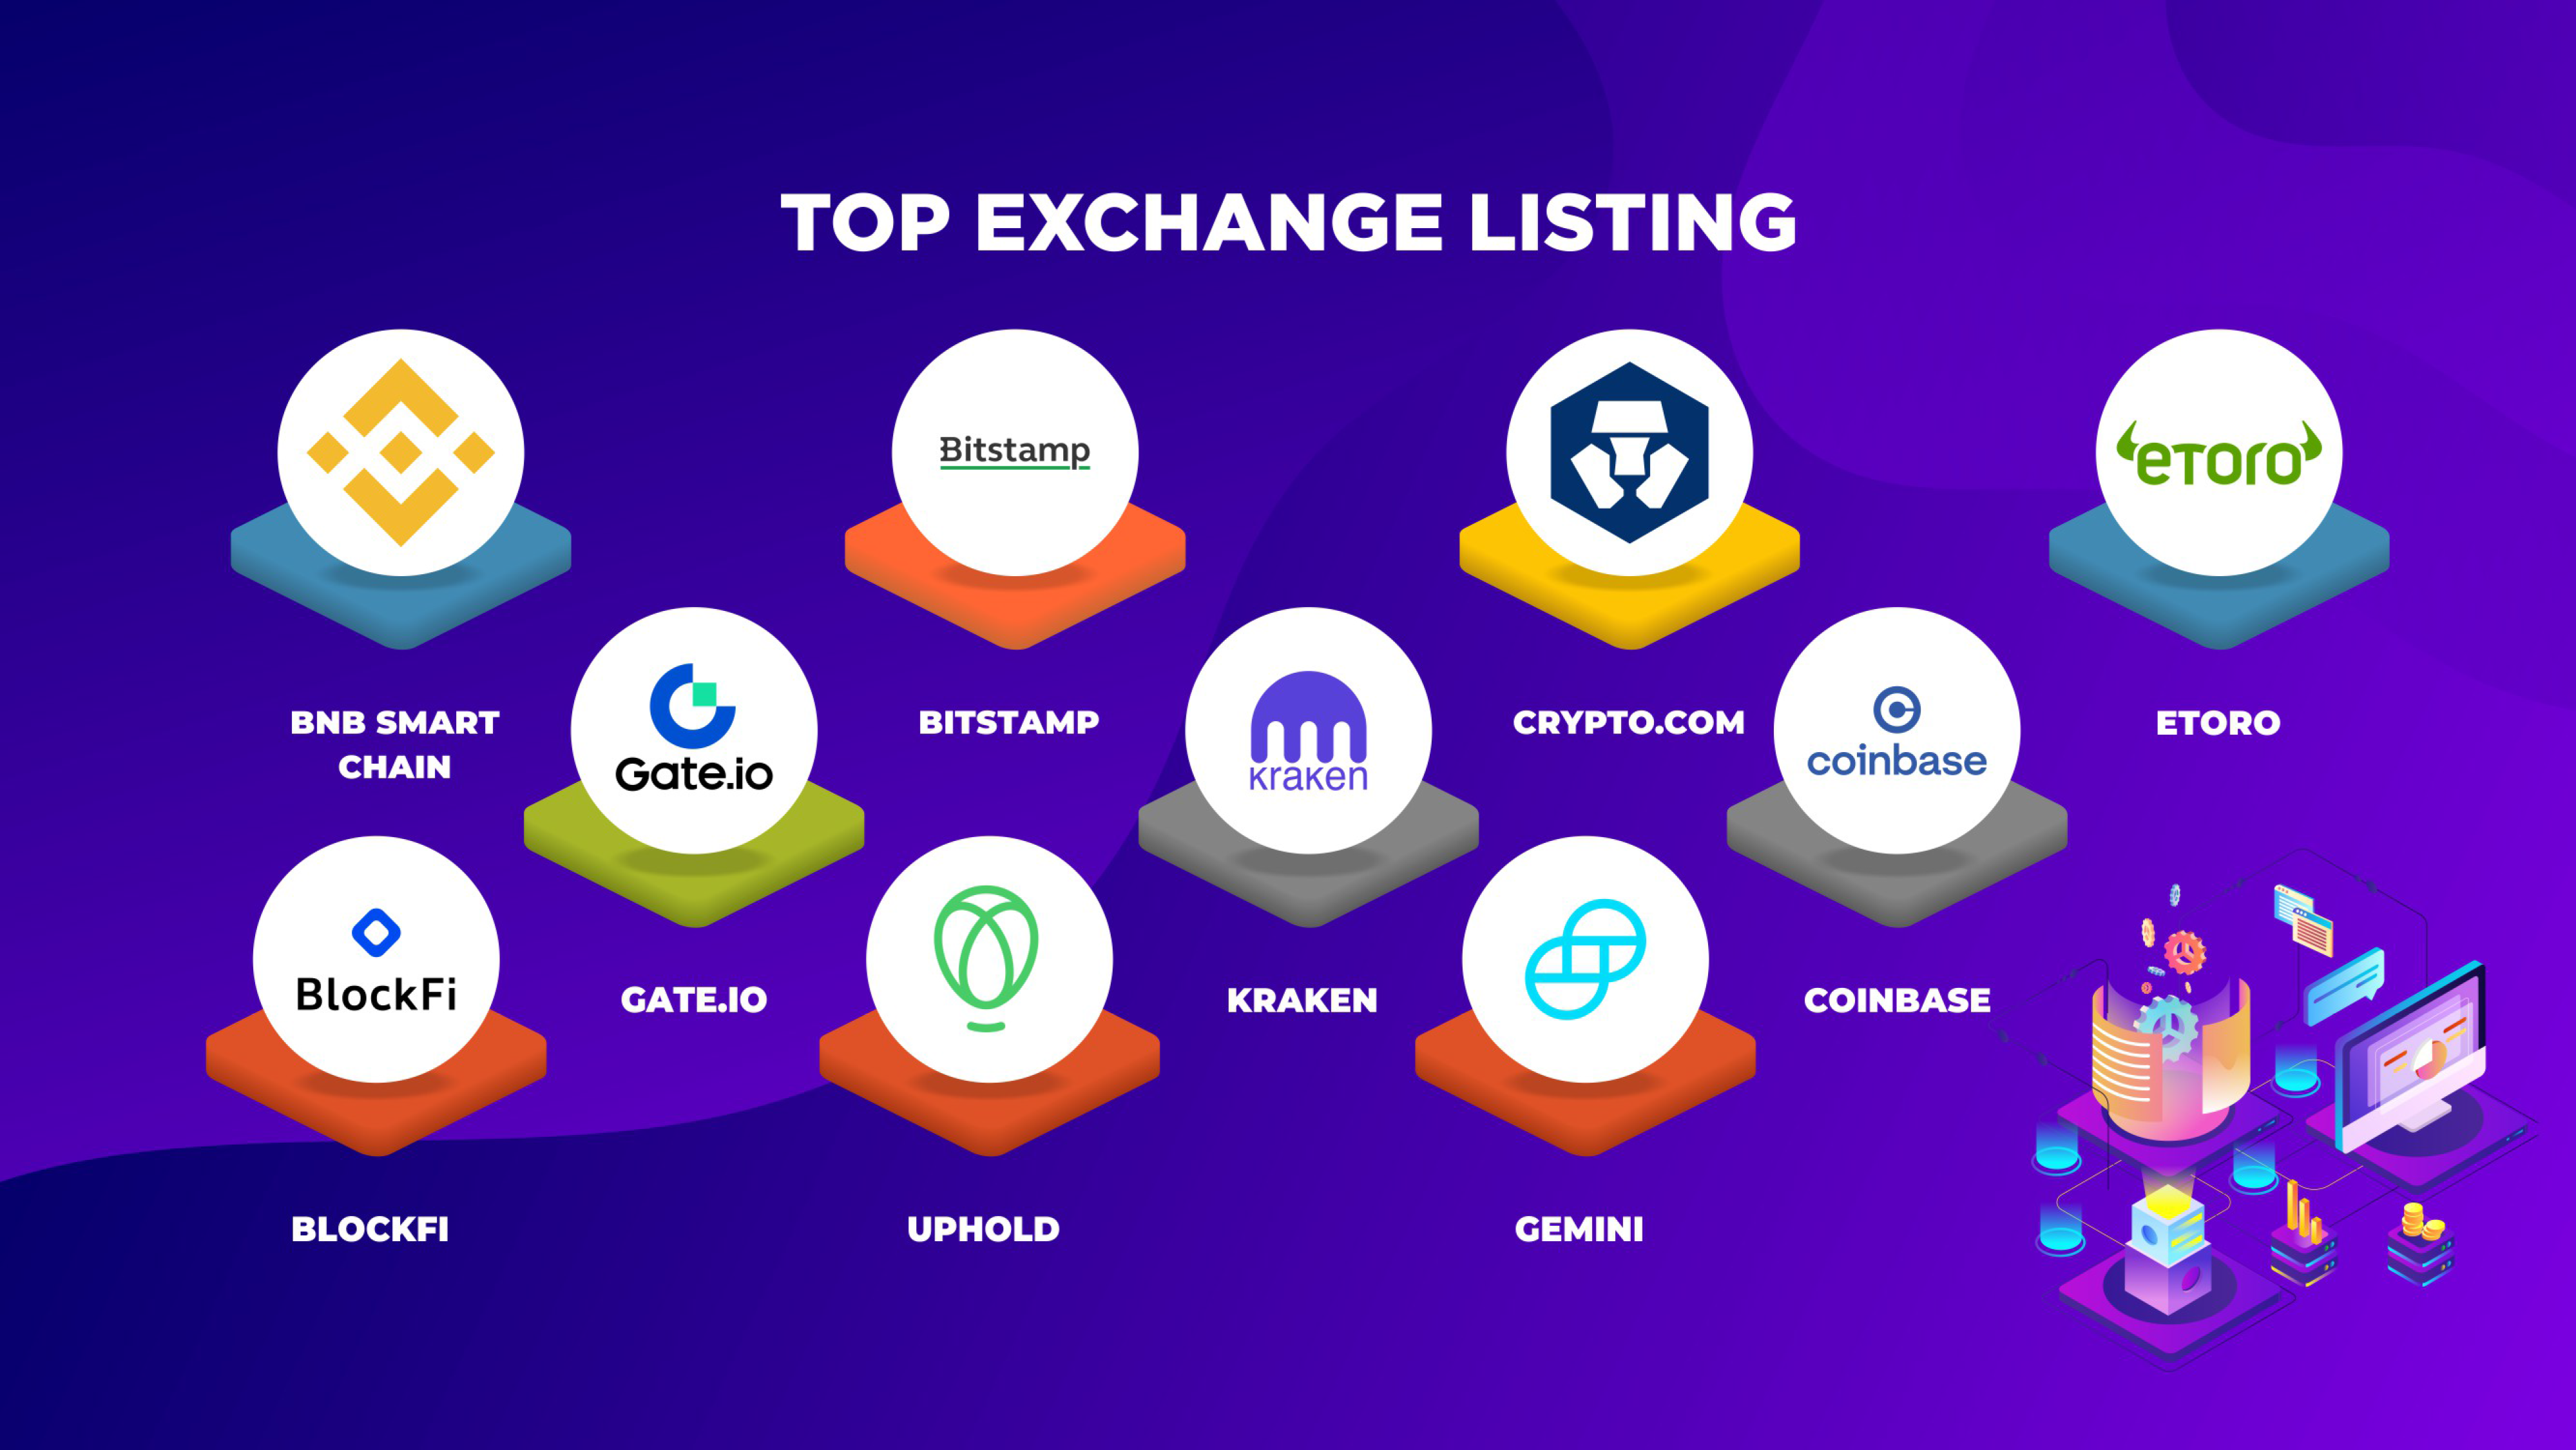 TOP EXCHANGE LISTING
Bitstamp
eToro
BNB SMART
CHAIN
BITSTAMP
CRYPTO.COM
ETORO
Gate.io
kraken
coinbase
GATE.IO
KRAKEN
COINBASE
BlockFi
BLOCKFI
UPHOLD
GEMINI